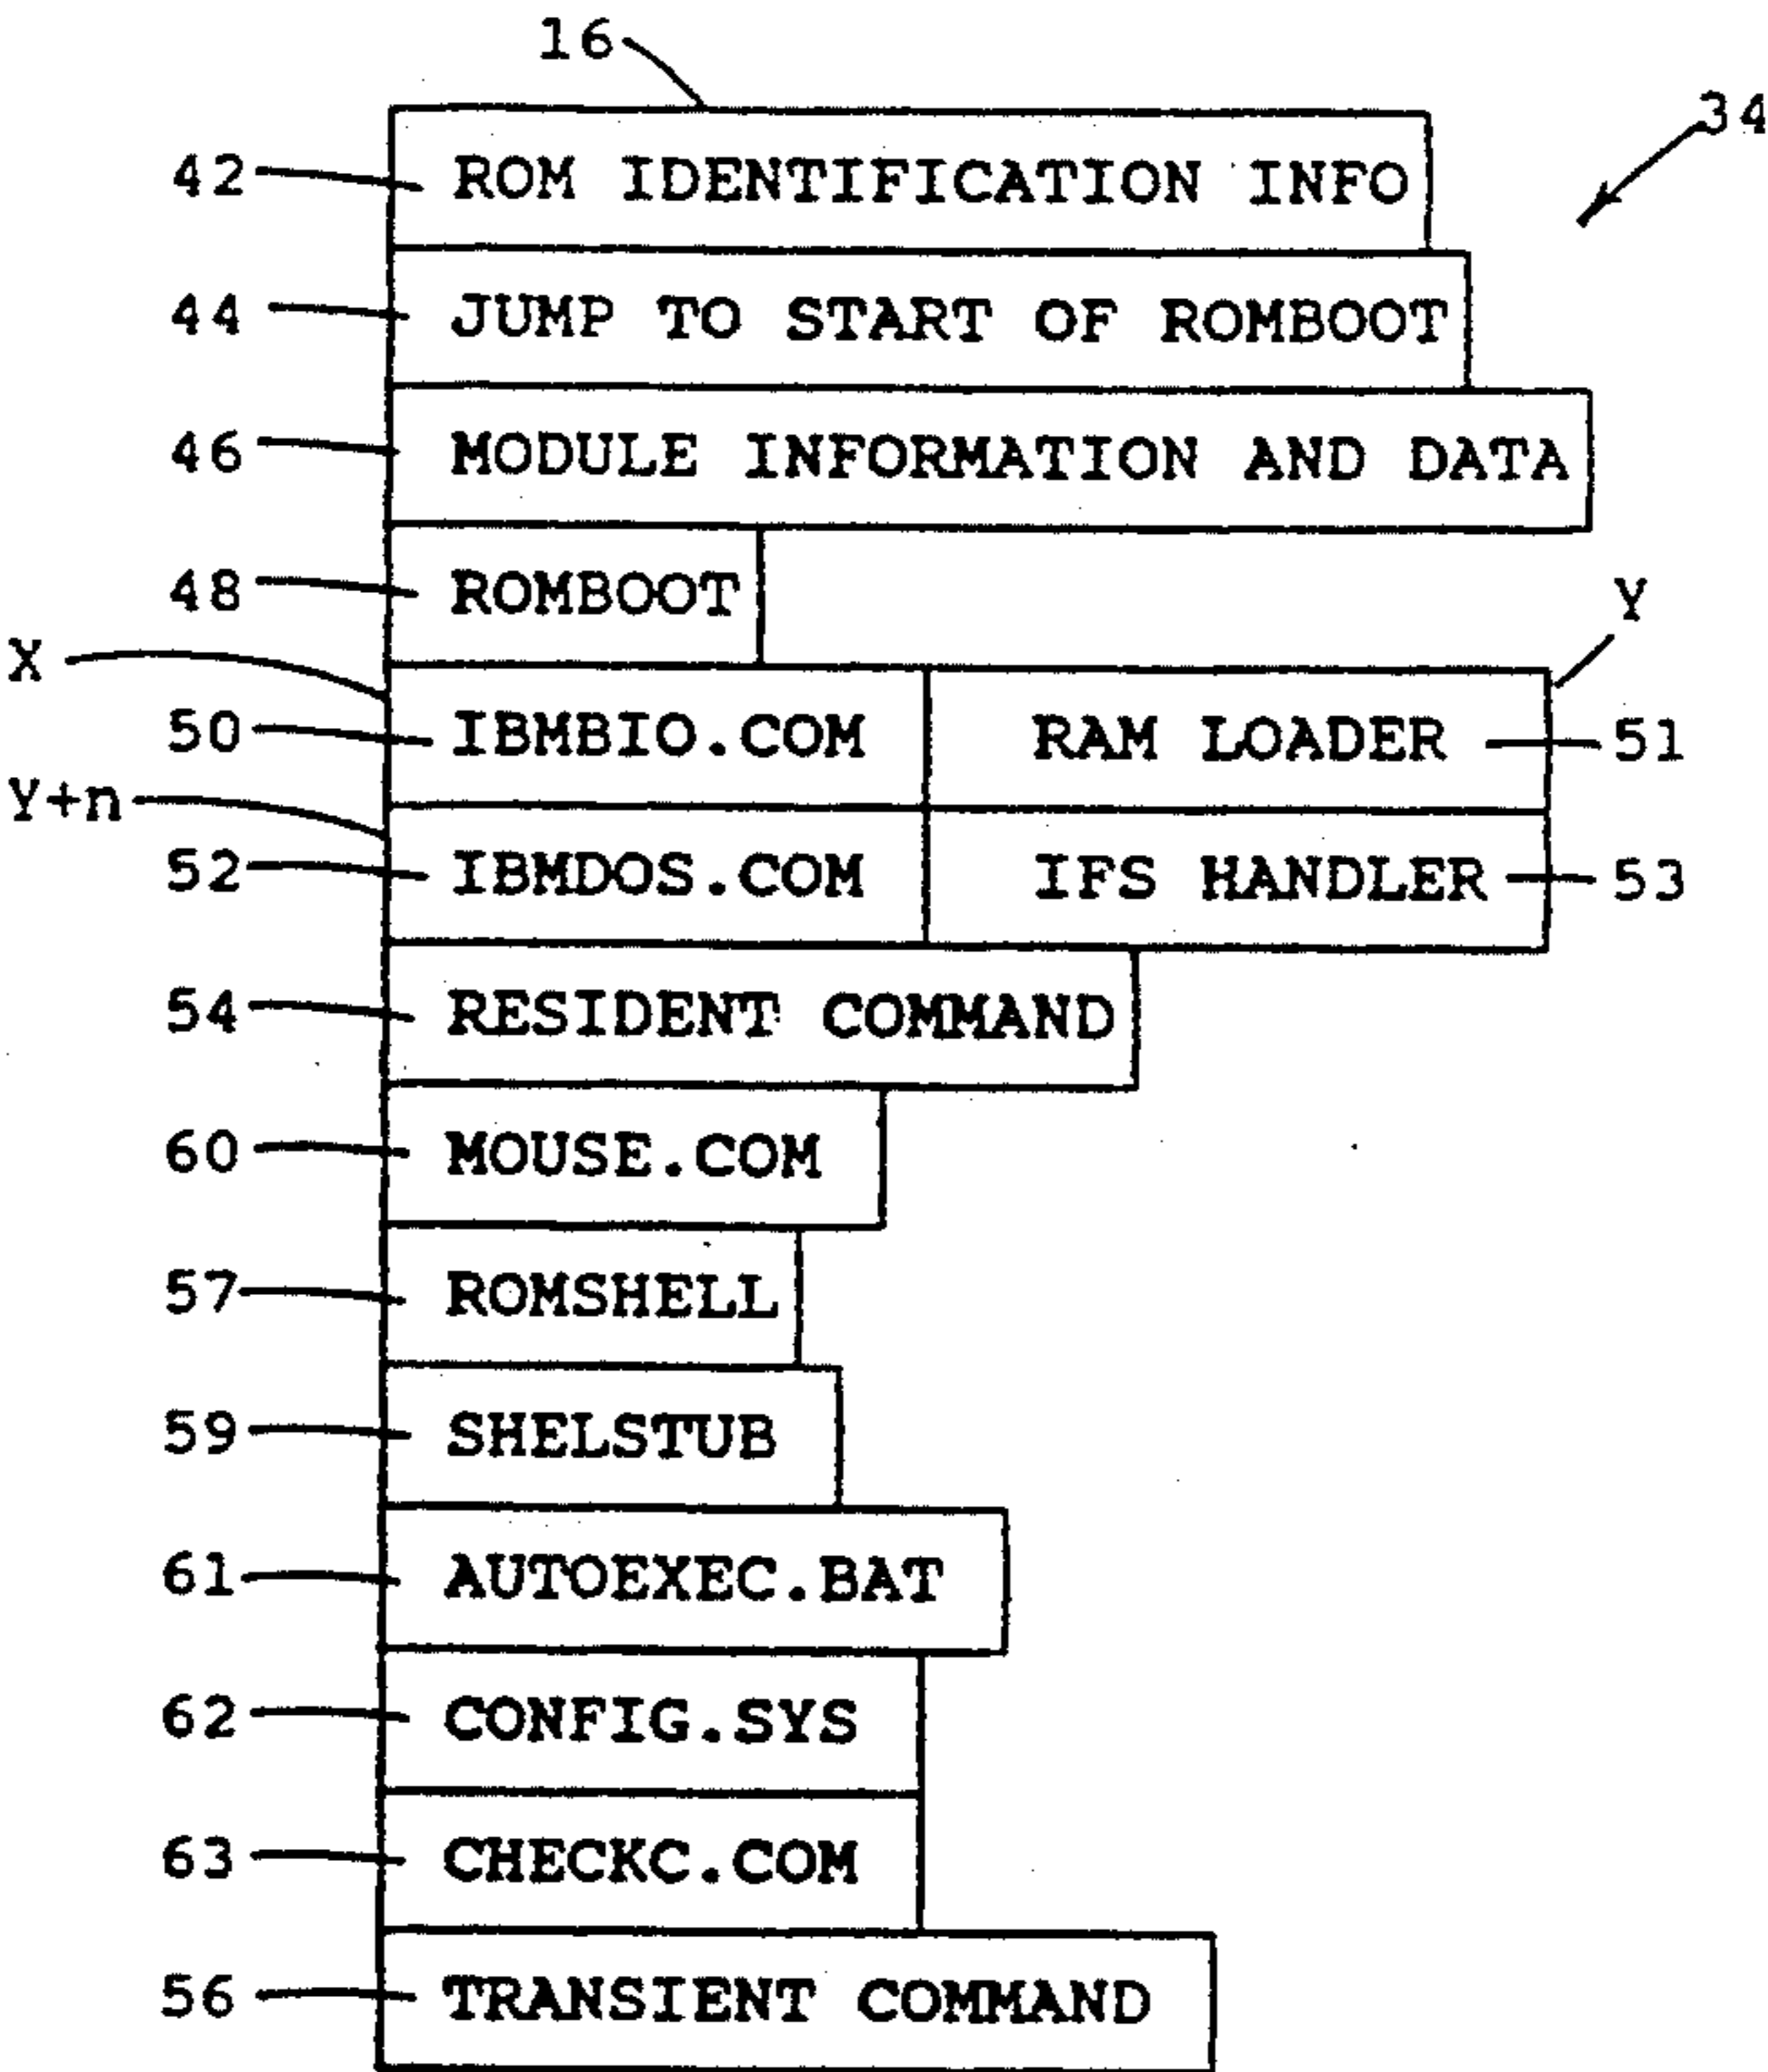 16
34
42 ROM IDENTIFICATION INFO
44 JUMP TO START OF ROMBOOT
46 MODULE INFORMATION AND DATA
48 ROMBOOT
X
Y
50 IBMBIO.COM RAM LOADER 51
Y+n
52 IBMDOS.COM IFS HANDLER 53
54 RESIDENT COMMAND
60 MOUSE.COM
57 ROMSHELL
59 SHELSTUB
61 AUTOEXEC.BAT
62 CONFIG.SYS
63 CHECKC.COM
56 TRANSIENT COMMAND